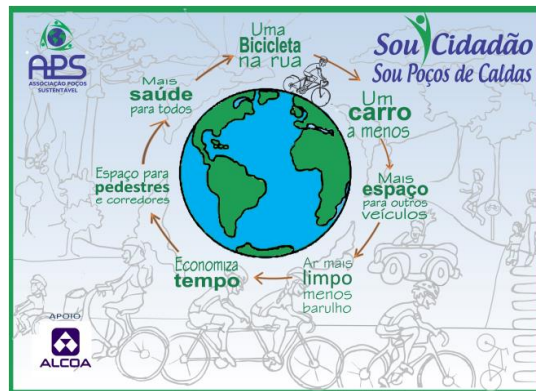 APS
ASSOCIAÇÃO POÇOS
SUSTENTÁVEL
Sou Cidadão
Sou Poços de Caldas
Uma
Bicicleta
na rua
Um
carro
a menos
Mais
espaço
para outros
veículos
Ar mais
limpo
menos
barulho
Economiza
tempo
Espaço para
pedestres
e corredores
Mais
saúde
para todos
APOIO
ALCOA